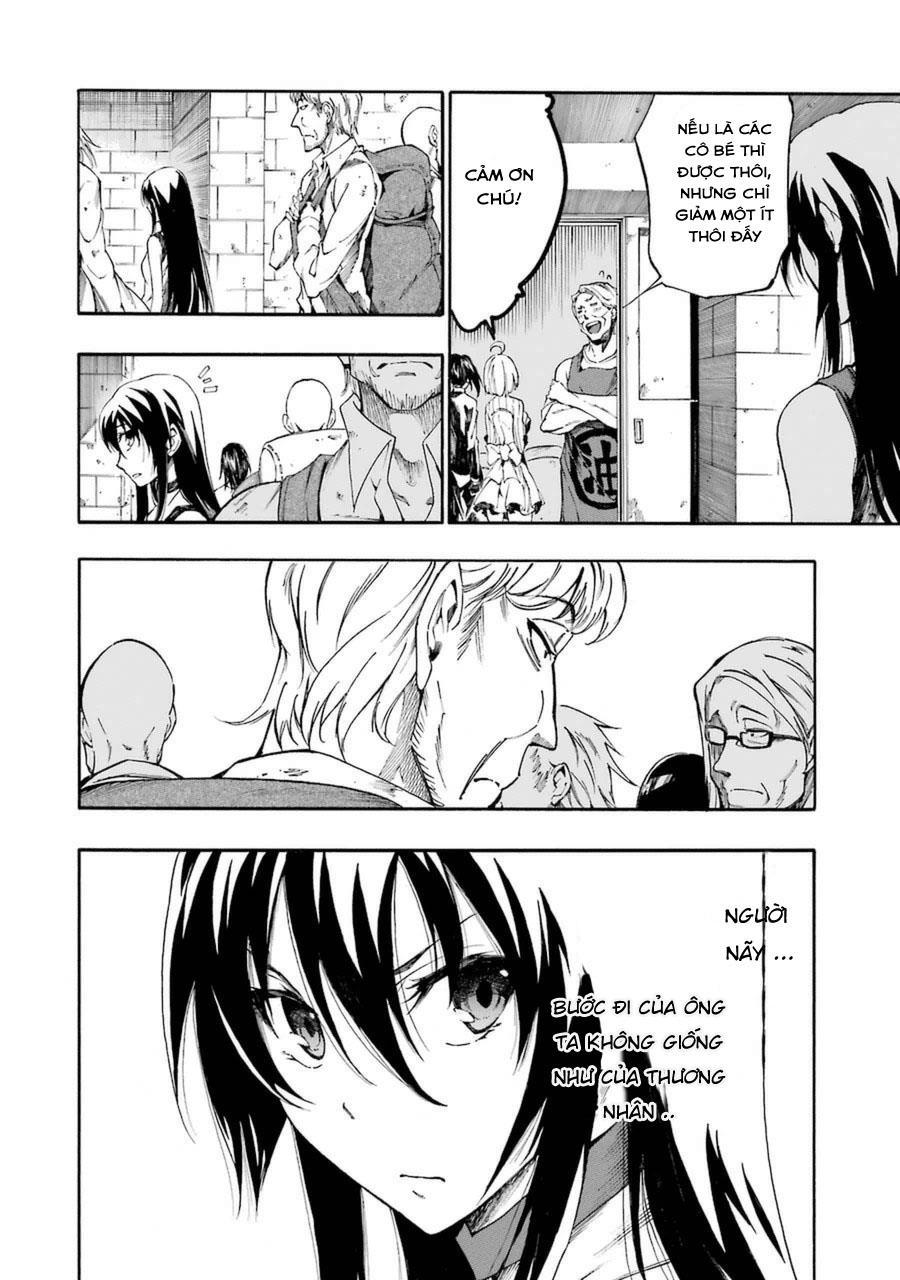 NẾU LÀ CÁC
CÔ BÉ THÌ
ĐƯỢC THÔI,
NHƯNG CHỈ
GIẢM MỘT ÍT
THÔI ĐẤY
CẢM ƠN
CHÚ!
油
NGƯỜI
NÃY ...
BƯỚC ĐI CỦA ÔNG
TA KHÔNG GIỐNG
NHƯ CỦA THƯƠNG
NHÂN ..